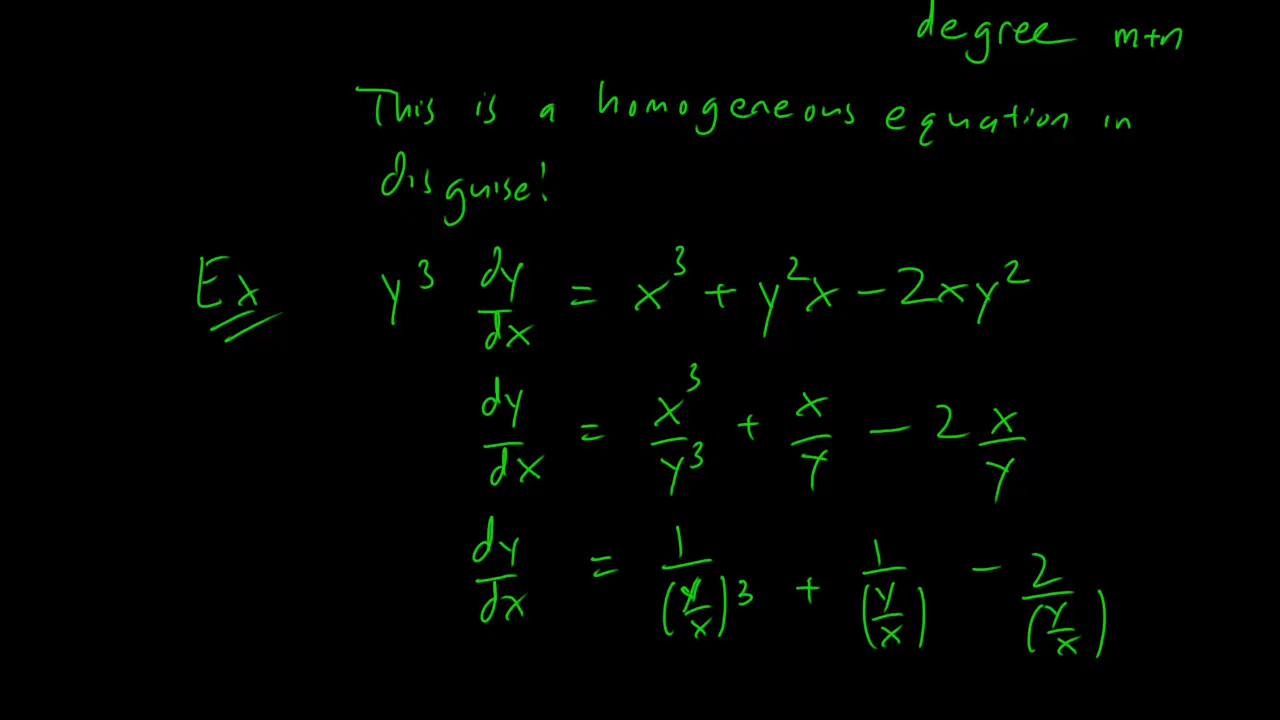 degree m+n
This is a homogeneous equation in
disguise!
Ex y³ dy/dx = x³ + y²x − 2xy²
dy/dx = x³/y³ + x/y − 2 x/y
dy/dx = 1/(y/x)³ + 1/(y/x) − 2/(y/x)